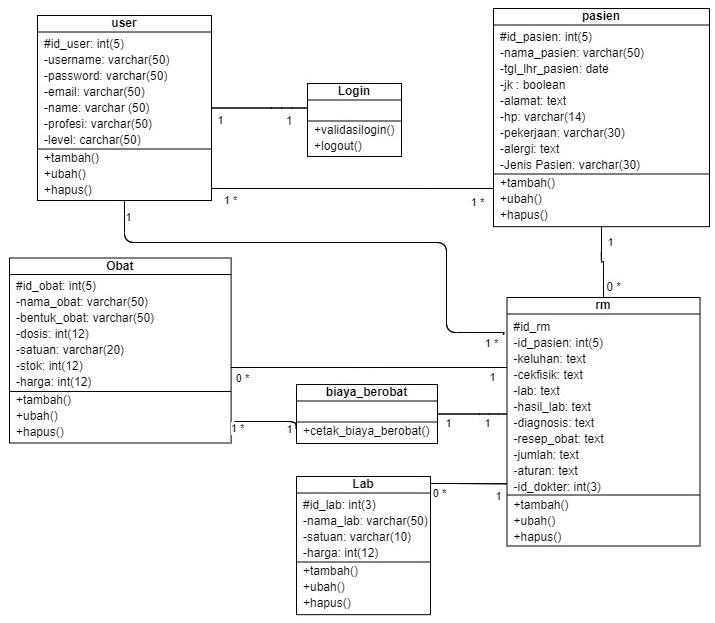 user
#id_user: int(5)
-username: varchar(50)
-password: varchar(50)
-email: varchar(50)
-name: varchar (50)
-profesi: varchar(50)
-level: carchar(50)
+tambah()
+ubah()
+hapus()
Login
+validasilogin()
+logout()
1
1
pasien
#id_pasien: int(5)
-nama_pasien: varchar(50)
-tgl_lhr_pasien: date
-jk : boolean
-alamat: text
-hp: varchar(14)
-pekerjaan: varchar(30)
-alergi: text
-Jenis Pasien: varchar(30)
+tambah()
+ubah()
+hapus()
1 *
1 *
1
1 *
1
0 *
Obat
#id_obat: int(5)
-nama_obat: varchar(50)
-bentuk_obat: varchar(50)
-dosis: int(12)
-satuan: varchar(20)
-stok: int(12)
-harga: int(12)
+tambah()
+ubah()
+hapus()
0 *
1
1 *
1
biaya_berobat
+cetak_biaya_berobat()
1
1
rm
#id_rm
-id_pasien: int(5)
-keluhan: text
-cekfisik: text
-lab: text
-hasil_lab: text
-diagnosis: text
-resep_obat: text
-jumlah: text
-aturan: text
-id_dokter: int(3)
+tambah()
+ubah()
+hapus()
Lab
#id_lab: int(3)
-nama_lab: varchar(50)
-satuan: varchar(10)
-harga: int(12)
+tambah()
+ubah()
+hapus()
0 *
1